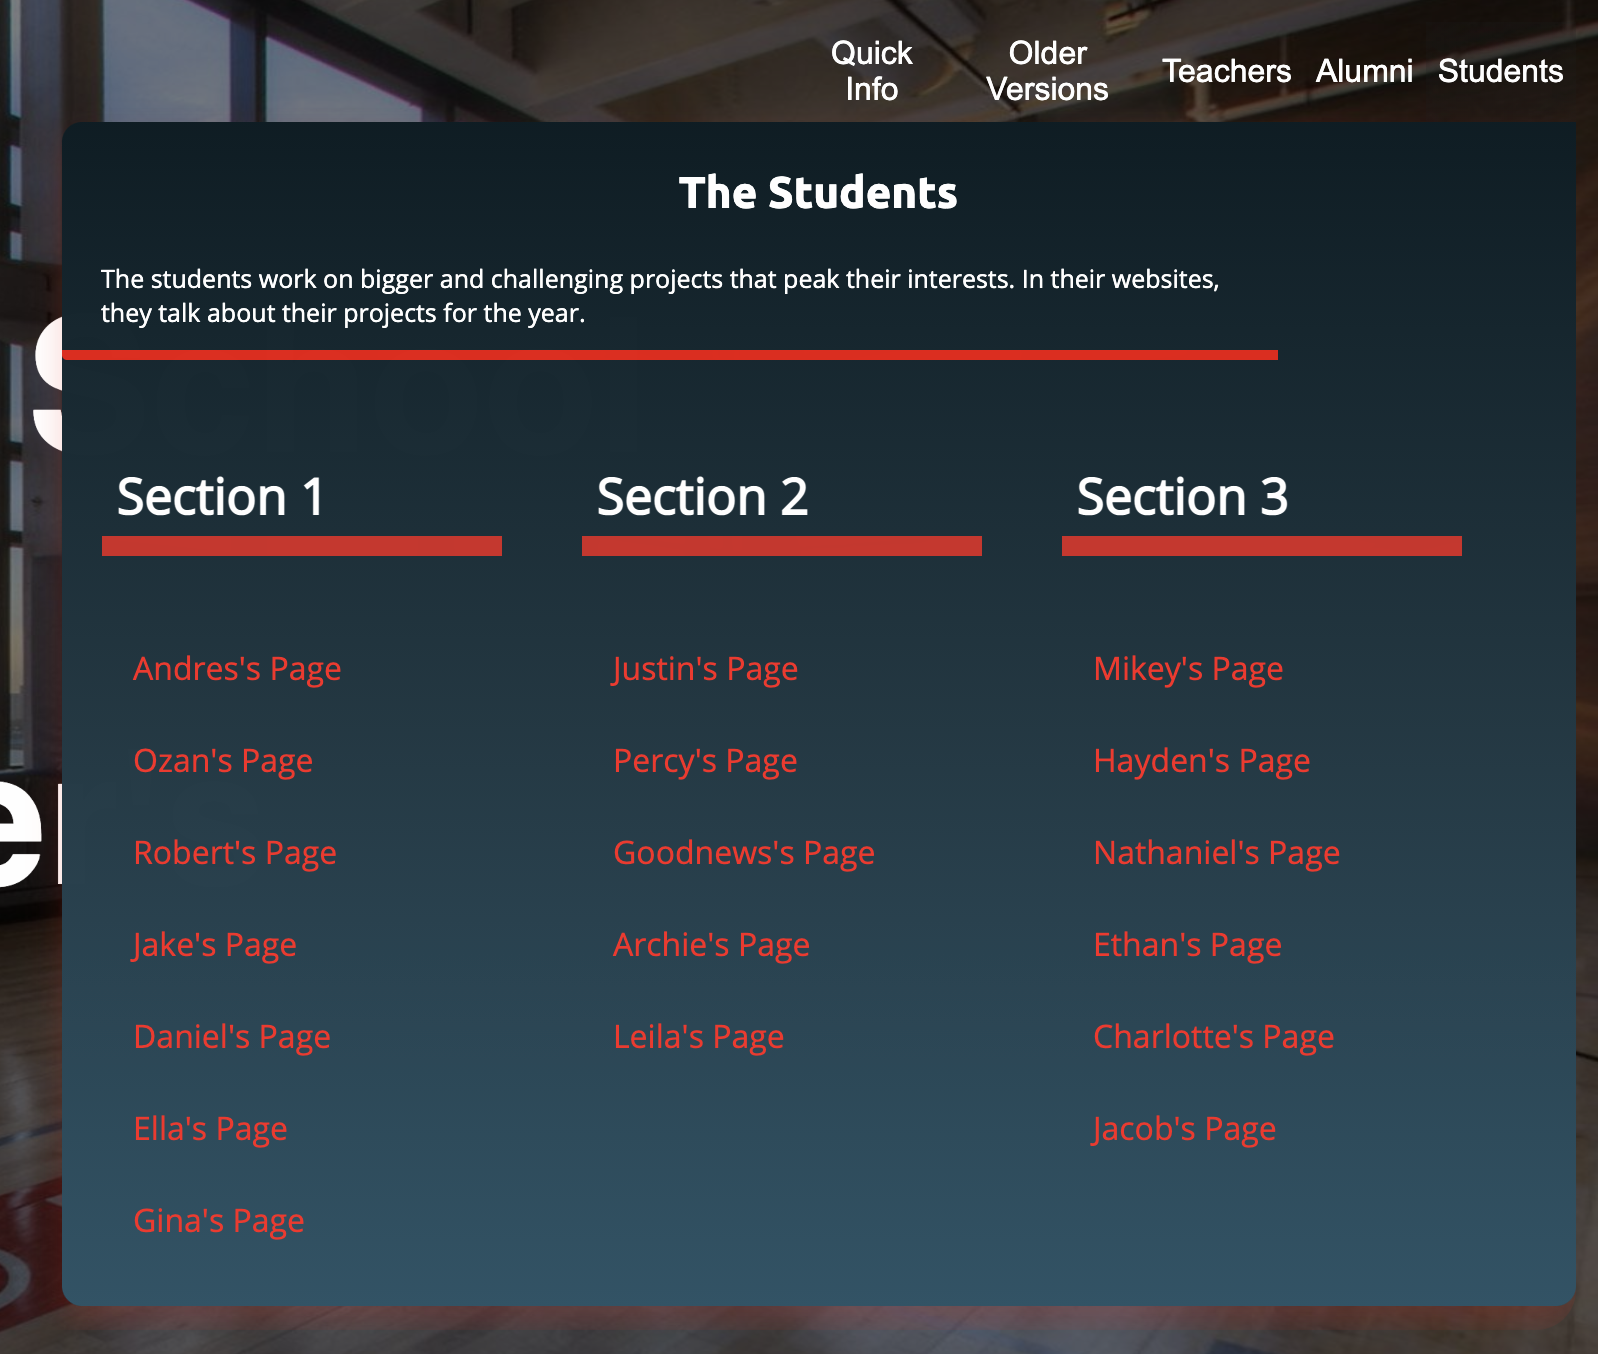 Quick
Info
Older
Versions
Teachers
Alumni
Students
The Students
The students work on bigger and challenging projects that peak their interests. In their websites,
they talk about their projects for the year.
Section 1
Andres's Page
Ozan's Page
Robert's Page
Jake's Page
Daniel's Page
Ella's Page
Gina's Page
Section 2
Justin's Page
Percy's Page
Goodnews's Page
Archie's Page
Leila's Page
Section 3
Mikey's Page
Hayden's Page
Nathaniel's Page
Ethan's Page
Charlotte's Page
Jacob's Page